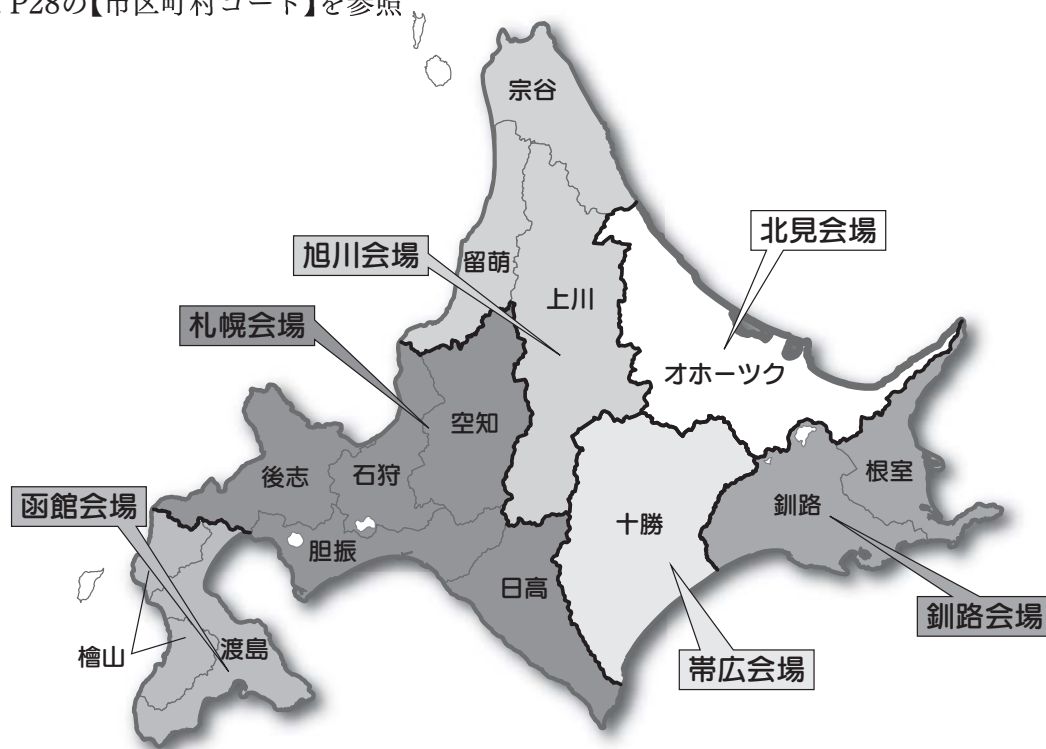 P28の【市区町村コード】を参照
宗谷
北見会場
旭川会場
留萌
上川
札幌会場
オホーツク
空知
後志
石狩
根室
函館会場
釧路
十勝
胆振
日高
釧路会場
檜山
渡島
帯広会場